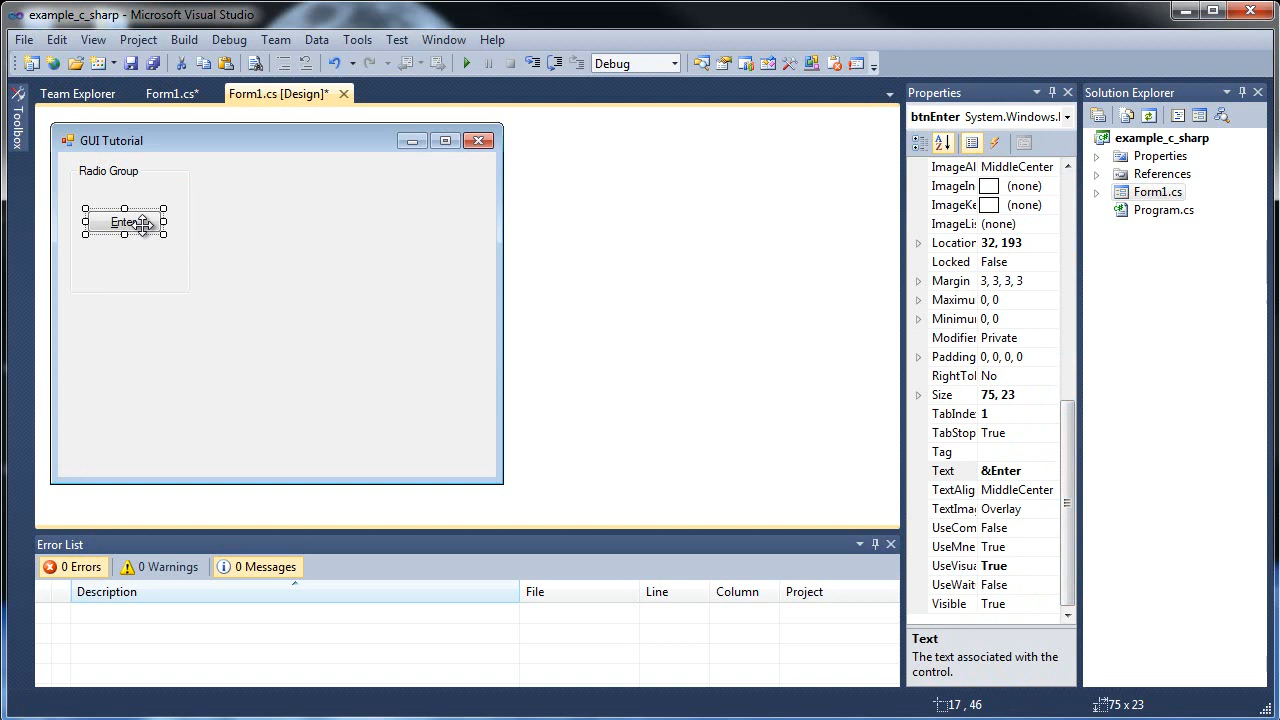 example_c_sharp - Microsoft Visual Studio
File Edit View Project Build Debug Team Data Tools Test Window Help
Debug
Toolbox
Team Explorer Form1.cs* Form1.cs [Design]*
GUI Tutorial
Radio Group
Enter
Properties
btnEnter System.Windows.
ImageAl MiddleCenter
ImageIn (none)
ImageKe (none)
ImageLis (none)
Location 32, 193
Locked False
Margin 3, 3, 3, 3
Maximu 0, 0
Minimu 0, 0
Modifier Private
Padding 0, 0, 0, 0
RightTo No
Size 75, 23
TabInde 1
TabStop True
Tag
Text &Enter
TextAlig MiddleCenter
TextImag Overlay
UseCom False
UseMne True
UseVisua True
UseWait False
Visible True
Text
The text associated with the
control.
Solution Explorer
example_c_sharp
Properties
References
Form1.cs
Program.cs
Error List
0 Errors 0 Warnings 0 Messages
Description File Line Column Project
17 , 46 75 x 23